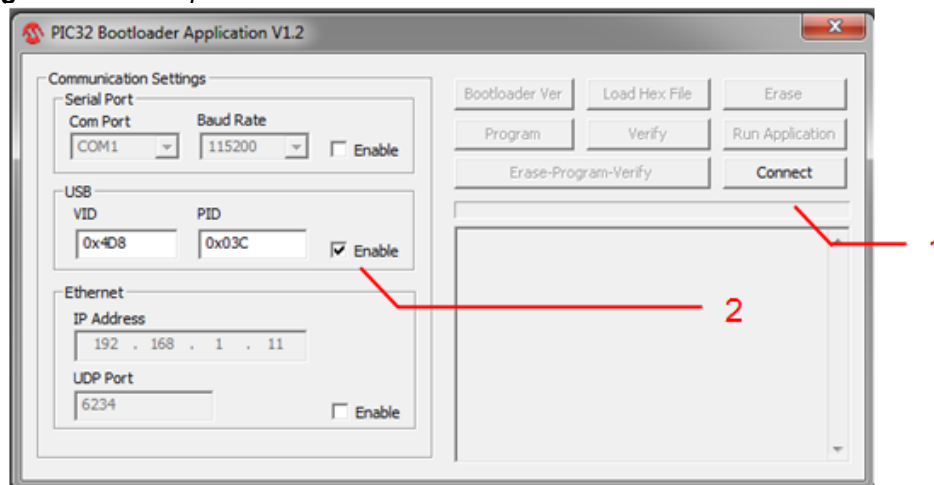 PIC32 Bootloader Application V1.2
Communication Settings
Serial Port
Com Port Baud Rate
COM1 115200 Enable
USB
VID PID
0x4D8 0x03C Enable
Ethernet
IP Address
192 . 168 . 1 . 11
UDP Port
6234 Enable
Bootloader Ver Load Hex File Erase
Program Verify Run Application
Erase-Program-Verify Connect
1
2